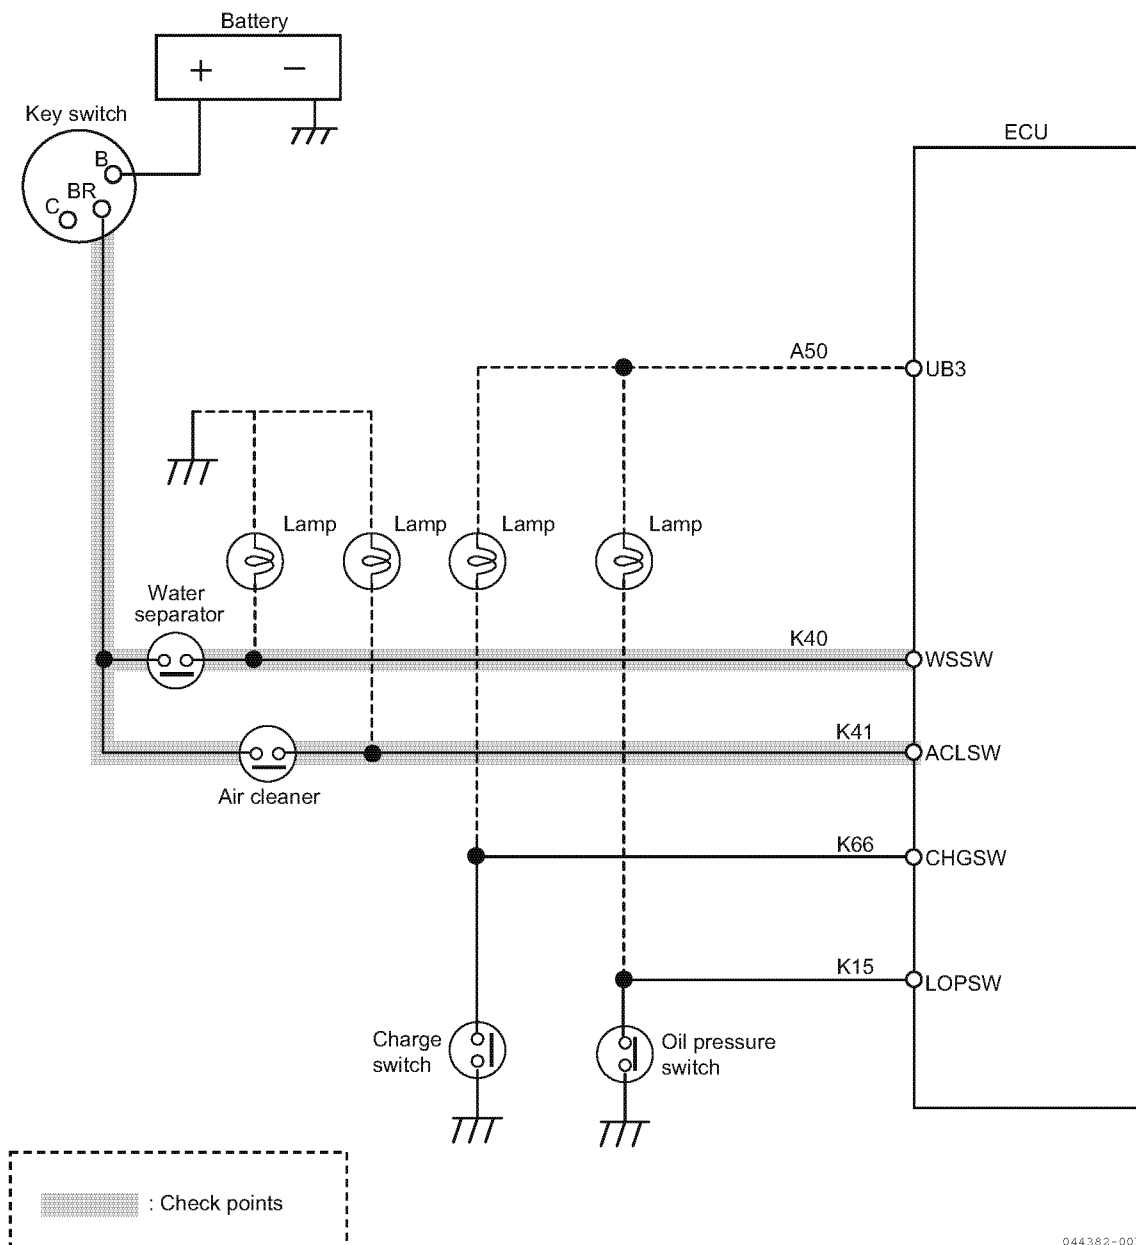 Battery
+ −
Key switch
B
BR
C
ECU
A50
UB3
Lamp
Lamp
Lamp
Lamp
Water
separator
K40
WSSW
K41
ACLSW
Air cleaner
K66
CHGSW
K15
LOPSW
Charge
switch
Oil pressure
switch
: Check points